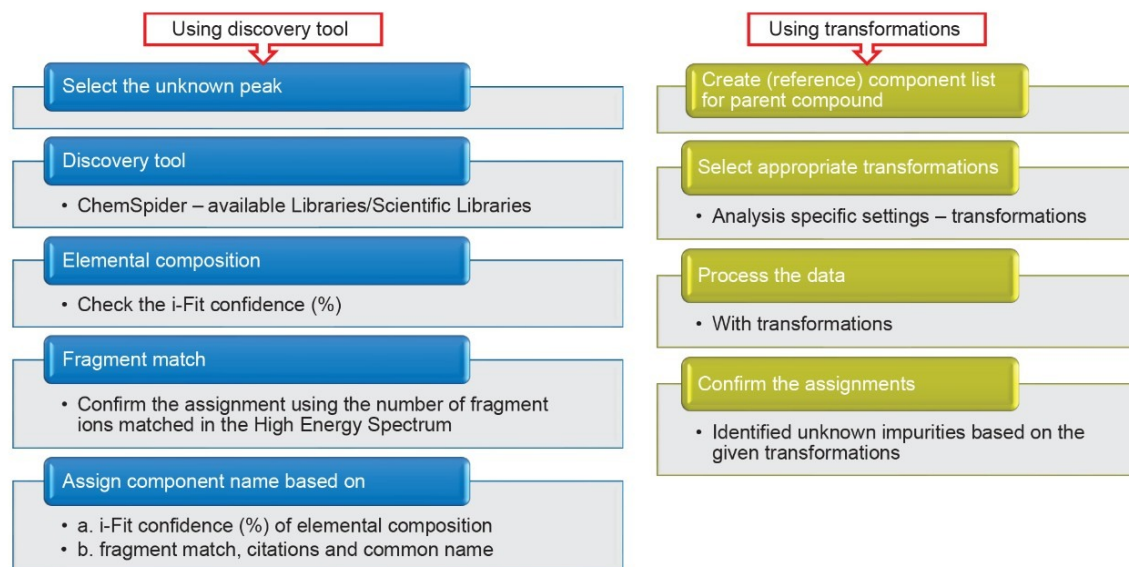 Using discovery tool
Select the unknown peak
Discovery tool
• ChemSpider – available Libraries/Scientific Libraries
Elemental composition
• Check the i-Fit confidence (%)
Fragment match
• Confirm the assignment using the number of fragment
ions matched in the High Energy Spectrum
Assign component name based on
• a. i-Fit confidence (%) of elemental composition
• b. fragment match, citations and common name
Using transformations
Create (reference) component list
for parent compound
Select appropriate transformations
• Analysis specific settings – transformations
Process the data
• With transformations
Confirm the assignments
• Identified unknown impurities based on the
given transformations